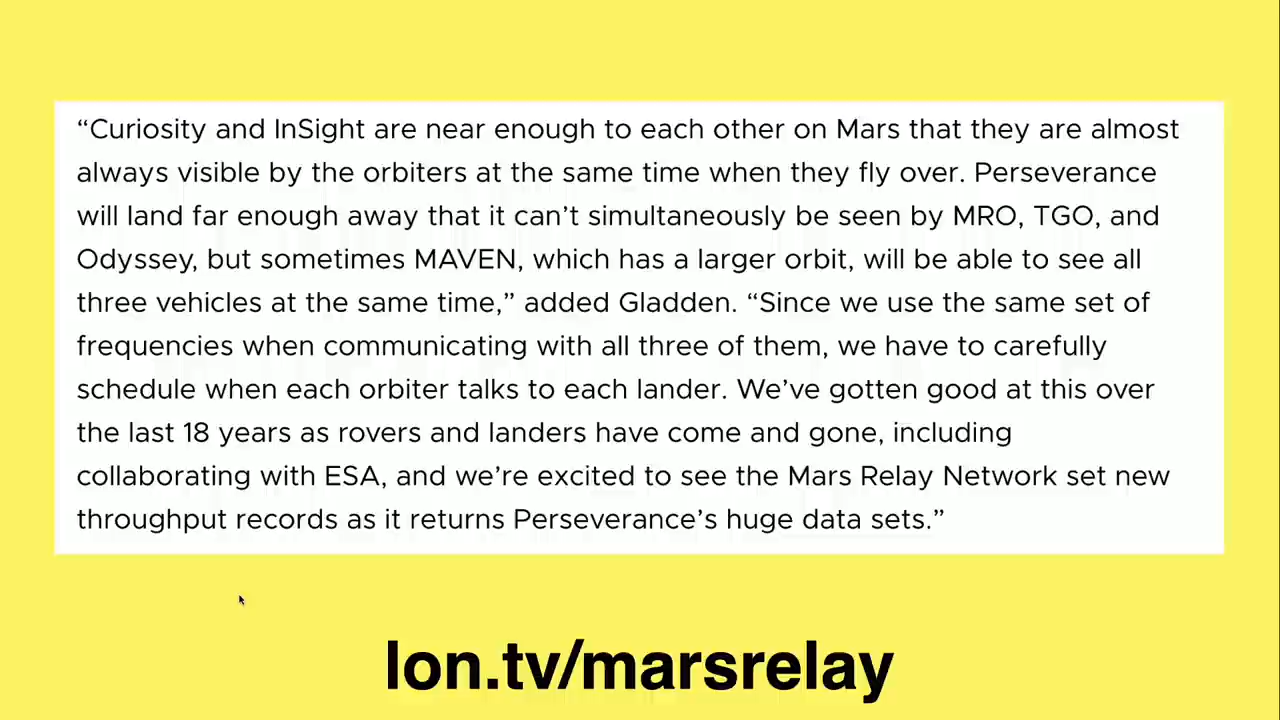 “Curiosity and InSight are near enough to each other on Mars that they are almost
always visible by the orbiters at the same time when they fly over. Perseverance
will land far enough away that it can’t simultaneously be seen by MRO, TGO, and
Odyssey, but sometimes MAVEN, which has a larger orbit, will be able to see all
three vehicles at the same time,” added Gladden. “Since we use the same set of
frequencies when communicating with all three of them, we have to carefully
schedule when each orbiter talks to each lander. We’ve gotten good at this over
the last 18 years as rovers and landers have come and gone, including
collaborating with ESA, and we’re excited to see the Mars Relay Network set new
throughput records as it returns Perseverance’s huge data sets.”
lon.tv/marsrelay